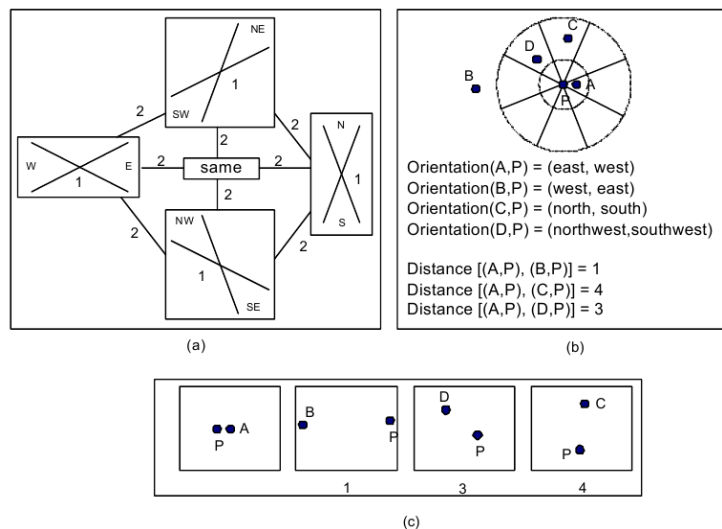 NE
1
SW
2
2
2
N
W
E
1
2
same
2
1
S
2
NW
2
2
1
SE
(a)
C
D
B
A
P
Orientation(A,P) = (east, west)
Orientation(B,P) = (west, east)
Orientation(C,P) = (north, south)
Orientation(D,P) = (northwest,southwest)
Distance [(A,P), (B,P)] = 1
Distance [(A,P), (C,P)] = 4
Distance [(A,P), (D,P)] = 3
(b)
A
P
B
P
D
P
C
P
1
3
4
(c)